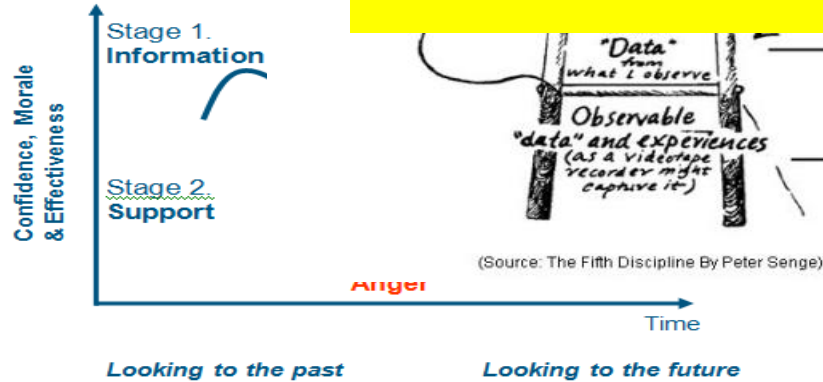 Stage 1.
Information
Confidence, Morale
& Effectiveness
Stage 2.
Support
"Data"
from
what I observe
Observable
"data" and experiences
(as a videotape
recorder might
capture it)
(Source: The Fifth Discipline By Peter Senge)
Anger
Time
Looking to the past
Looking to the future